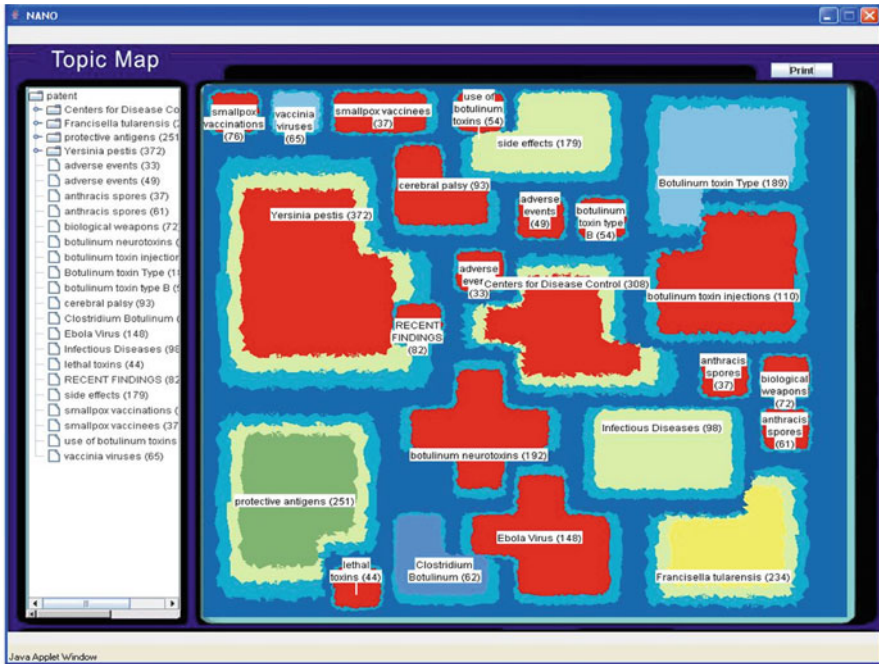 NANO
Topic Map
Print
patent
Centers for Disease Co
Francisella tularensis (2
protective antigens (251
Yersinia pestis (372)
adverse events (33)
adverse events (49)
anthracis spores (37)
anthracis spores (61)
biological weapons (72
botulinum neurotoxins (
botulinum toxin injection
Botulinum toxin Type (18
botulinum toxin type B (5
cerebral palsy (93)
Clostridium Botulinum (
Ebola Virus (148)
Infectious Diseases (98
lethal toxins (44)
RECENT FINDINGS (82
side effects (179)
smallpox vaccinations (
smallpox vaccinees (37
use of botulinum toxins
vaccinia viruses (65)
smallpox
vaccinations
(76)
vaccinia
viruses
(65)
smallpox vaccinees
(37)
use of
botulinum
toxins
(54)
side effects (179)
Botulinum toxin Type (189)
cerebral palsy (93)
Yersinia pestis (372)
adverse
events
(49)
botulinum
toxin type
B (54)
adverse
ever
(33)
Centers for Disease Control (308)
botulinum toxin injections (110)
RECENT
FINDINGS
(82)
anthracis
spores
(37)
biological
weapons
(72)
anthracis
spores
(61)
Infectious Diseases (98)
botulinum neurotoxins (192)
protective antigens (251)
Ebola Virus (148)
lethal
toxins (44)
Clostridium
Botulinum (62)
Francisella tularensis (234)
Java Applet Window